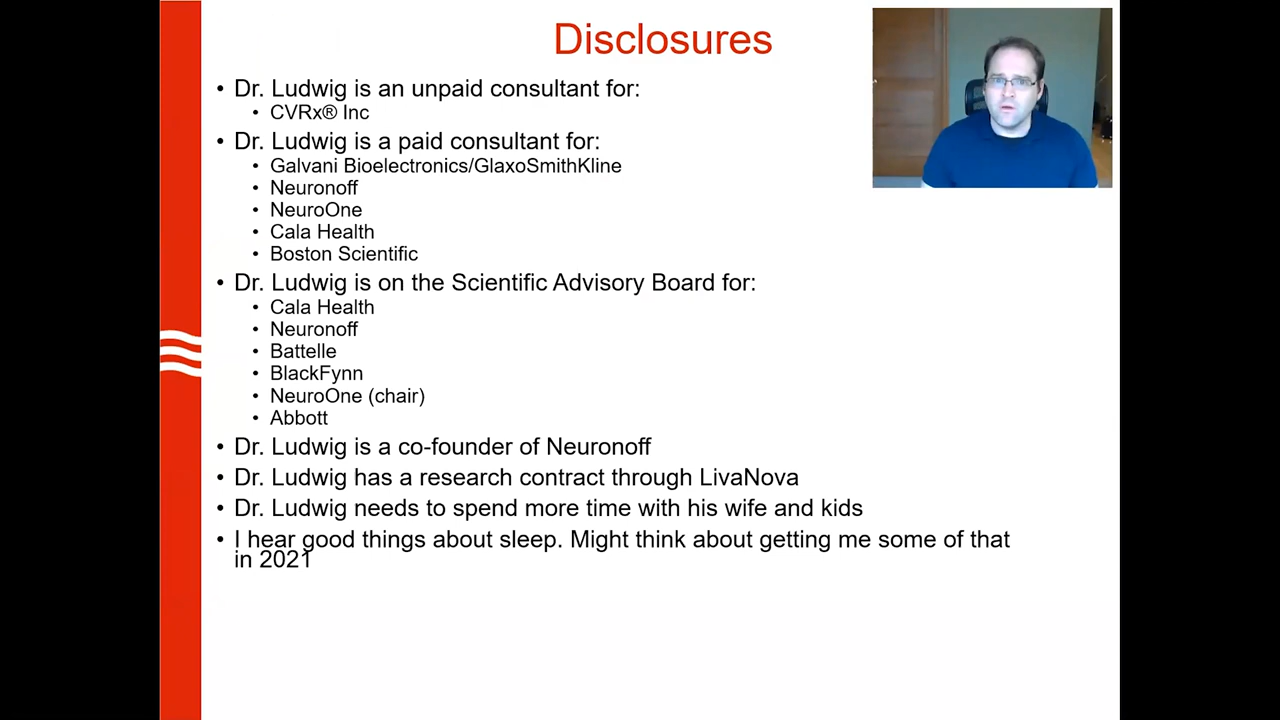 Disclosures
• Dr. Ludwig is an unpaid consultant for:
• CVRx® Inc
• Dr. Ludwig is a paid consultant for:
• Galvani Bioelectronics/GlaxoSmithKline
• Neuronoff
• NeuroOne
• Cala Health
• Boston Scientific
• Dr. Ludwig is on the Scientific Advisory Board for:
• Cala Health
• Neuronoff
• Battelle
• BlackFynn
• NeuroOne (chair)
• Abbott
• Dr. Ludwig is a co-founder of Neuronoff
• Dr. Ludwig has a research contract through LivaNova
• Dr. Ludwig needs to spend more time with his wife and kids
• I hear good things about sleep. Might think about getting me some of that
in 2021